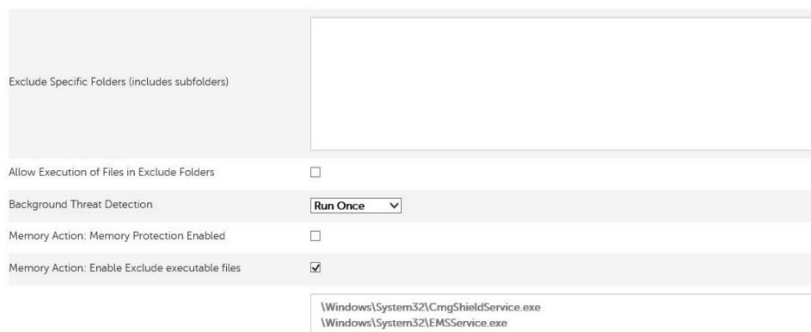 Exclude Specific Folders (includes subfolders)
Allow Execution of Files in Exclude Folders
Background Threat Detection
Run Once
Memory Action: Memory Protection Enabled
Memory Action: Enable Exclude executable files
\Windows\System32\CmgShieldService.exe
\Windows\System32\EMSService.exe